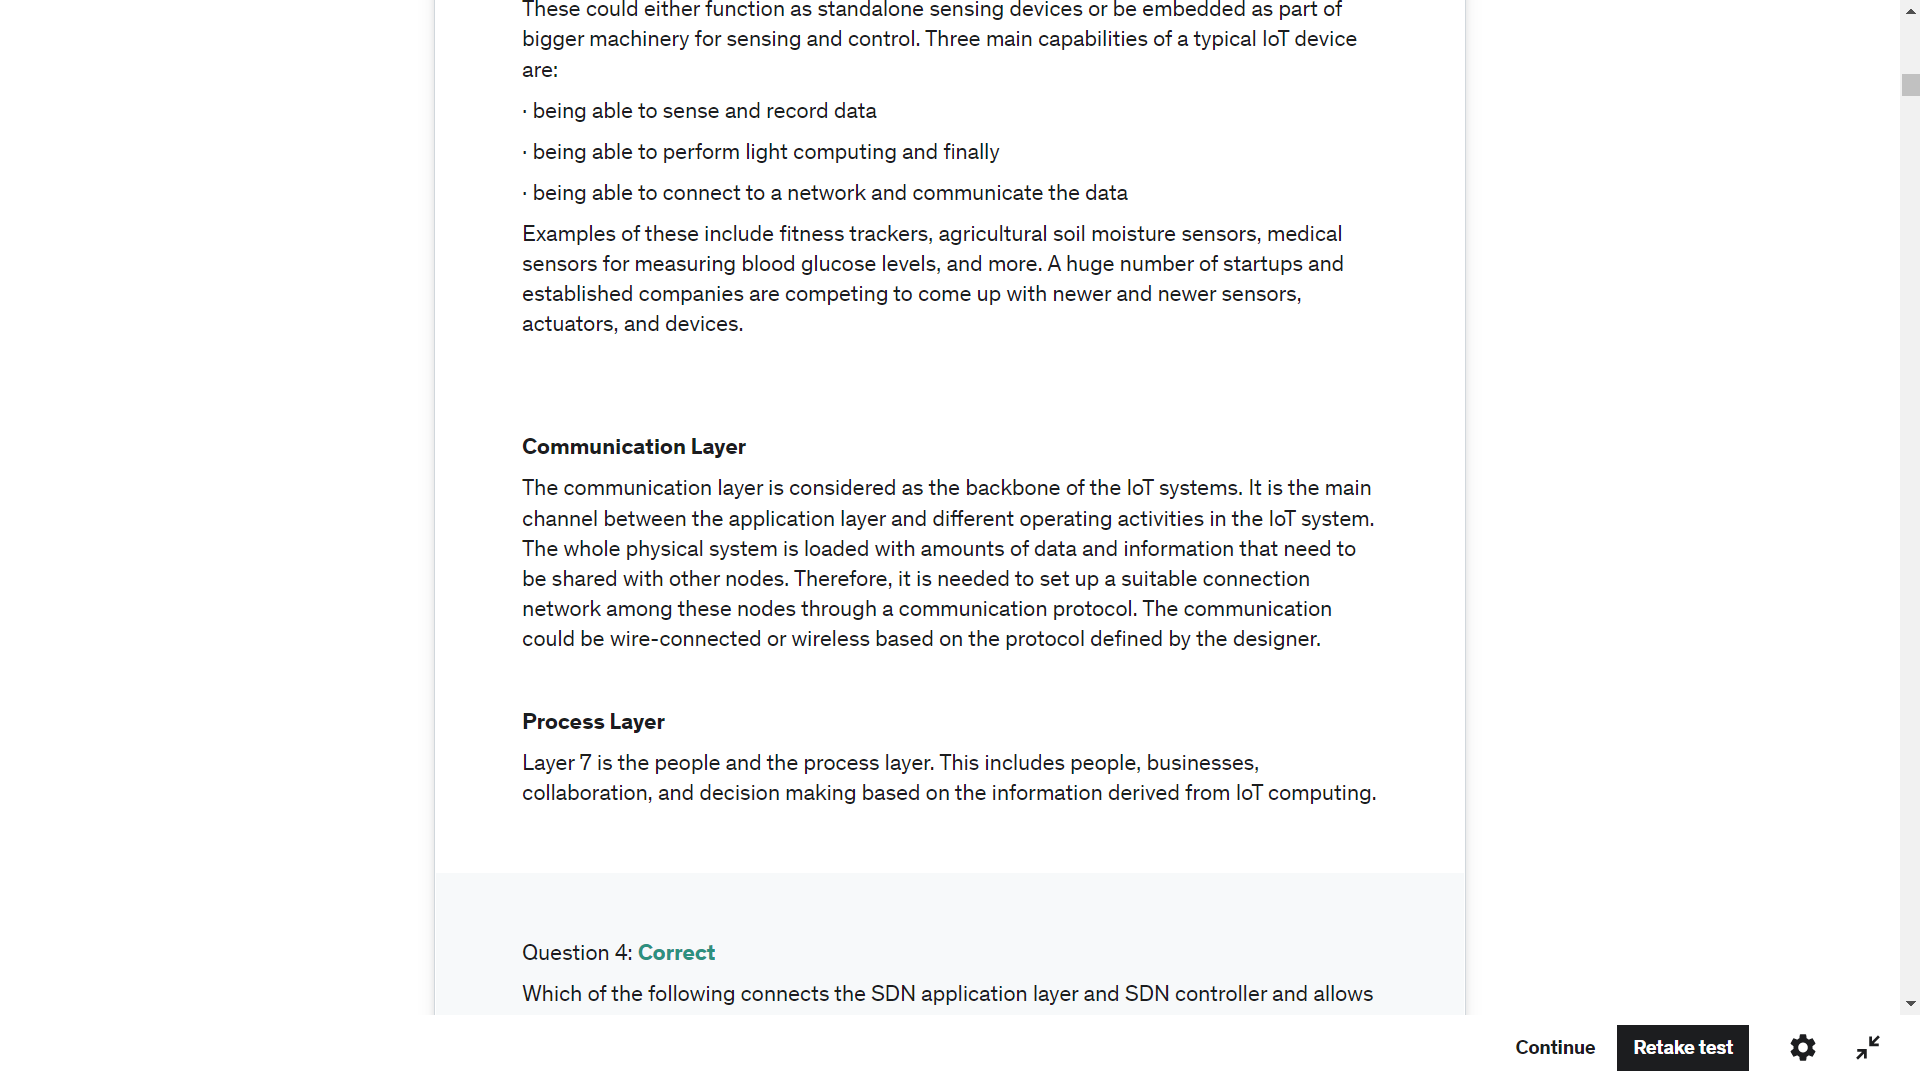 These could either function as standalone sensing devices or be embedded as part of
bigger machinery for sensing and control. Three main capabilities of a typical IoT device
are:
· being able to sense and record data
· being able to perform light computing and finally
· being able to connect to a network and communicate the data
Examples of these include fitness trackers, agricultural soil moisture sensors, medical
sensors for measuring blood glucose levels, and more. A huge number of startups and
established companies are competing to come up with newer and newer sensors,
actuators, and devices.
Communication Layer
The communication layer is considered as the backbone of the IoT systems. It is the main
channel between the application layer and different operating activities in the IoT system.
The whole physical system is loaded with amounts of data and information that need to
be shared with other nodes. Therefore, it is needed to set up a suitable connection
network among these nodes through a communication protocol. The communication
could be wire-connected or wireless based on the protocol defined by the designer.
Process Layer
Layer 7 is the people and the process layer. This includes people, businesses,
collaboration, and decision making based on the information derived from IoT computing.
Question 4: Correct
Which of the following connects the SDN application layer and SDN controller and allows
Continue
Retake test